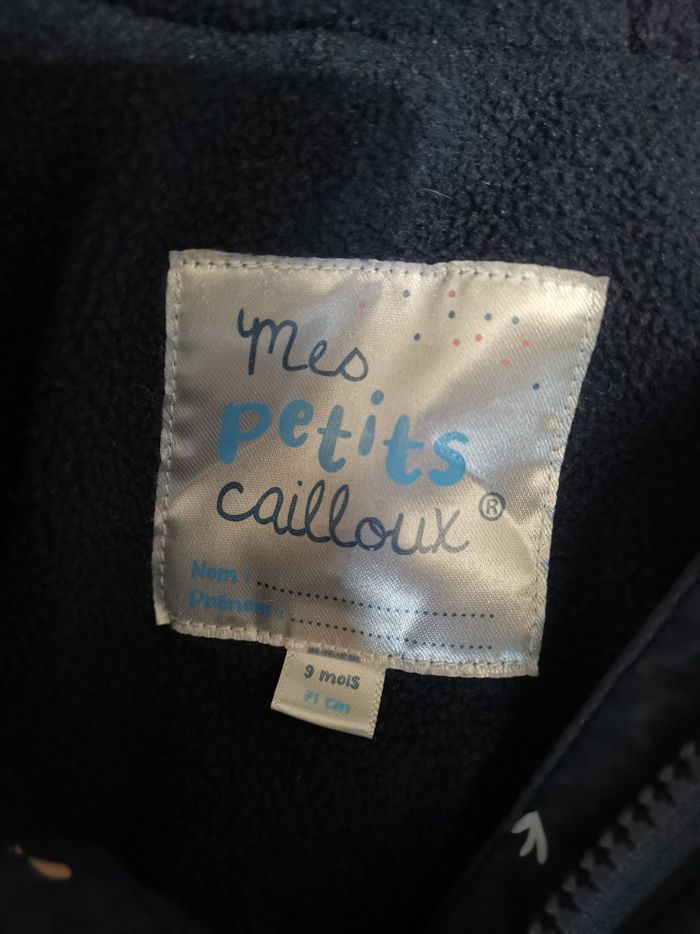 mes
petits
cailloux ®
Nom : ....................
Prénom : ....................
9 mois
71 cm